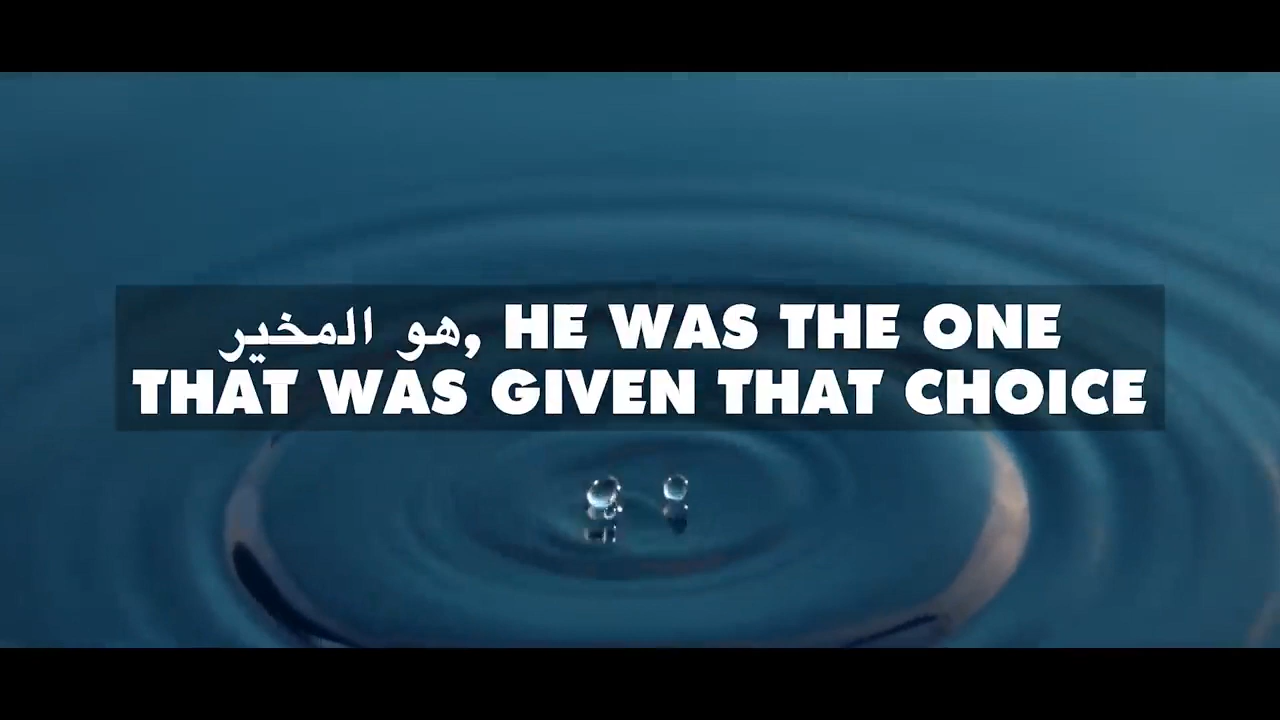 هو المخير, HE WAS THE ONE
THAT WAS GIVEN THAT CHOICE